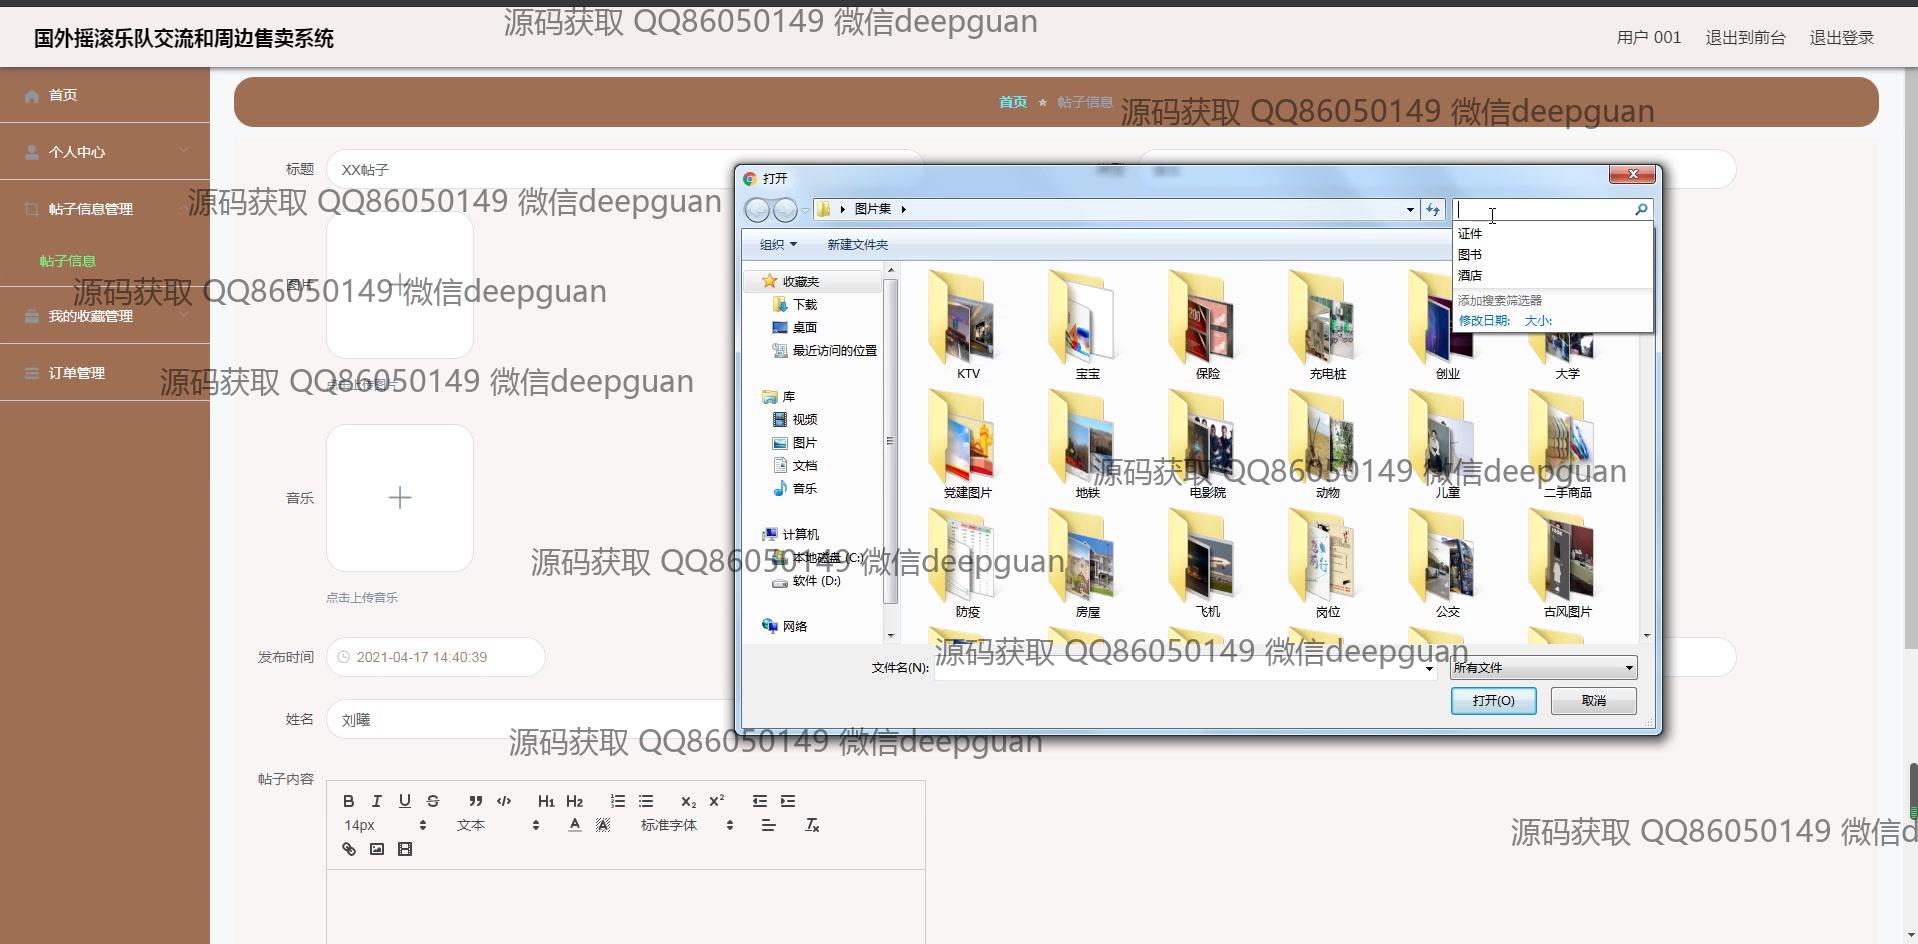 源码获取 QQ86050149 微信deepguan
国外摇滚乐队交流和周边售卖系统
用户 001
退出到前台
退出登录
首页
个人中心
帖子信息管理
帖子信息
我的收藏管理
订单管理
首页 ★ 帖子信息
源码获取 QQ86050149 微信deepguan
标题
XX帖子
源码获取 QQ86050149 微信deepguan
图片
源码获取 QQ86050149 微信deepguan
点击上传图片
源码获取 QQ86050149 微信deepguan
音乐
点击上传音乐
发布时间
2021-04-17 14:40:39
姓名
刘曦
帖子内容
B I U S
H1 H2
X2 X2
14px
文本
A
标准字体
打开
图片集
组织
新建文件夹
证件
图书
酒店
添加搜索筛选器
修改日期:
大小:
收藏夹
下载
桌面
最近访问的位置
库
视频
图片
文档
音乐
计算机
本地磁盘 (C:)
软件 (D:)
网络
KTV
宝宝
保险
充电桩
创业
大学
党建图片
地铁
电影院
动物
儿童
二手商品
源码获取 QQ86050149 微信deepguan
防疫
房屋
飞机
岗位
公交
古风图片
源码获取 QQ86050149 微信deepguan
源码获取 QQ86050149 微信deepguan
文件名(N):
所有文件
打开(O)
取消
源码获取 QQ86050149 微信deepguan
源码获取 QQ86050149 微信d